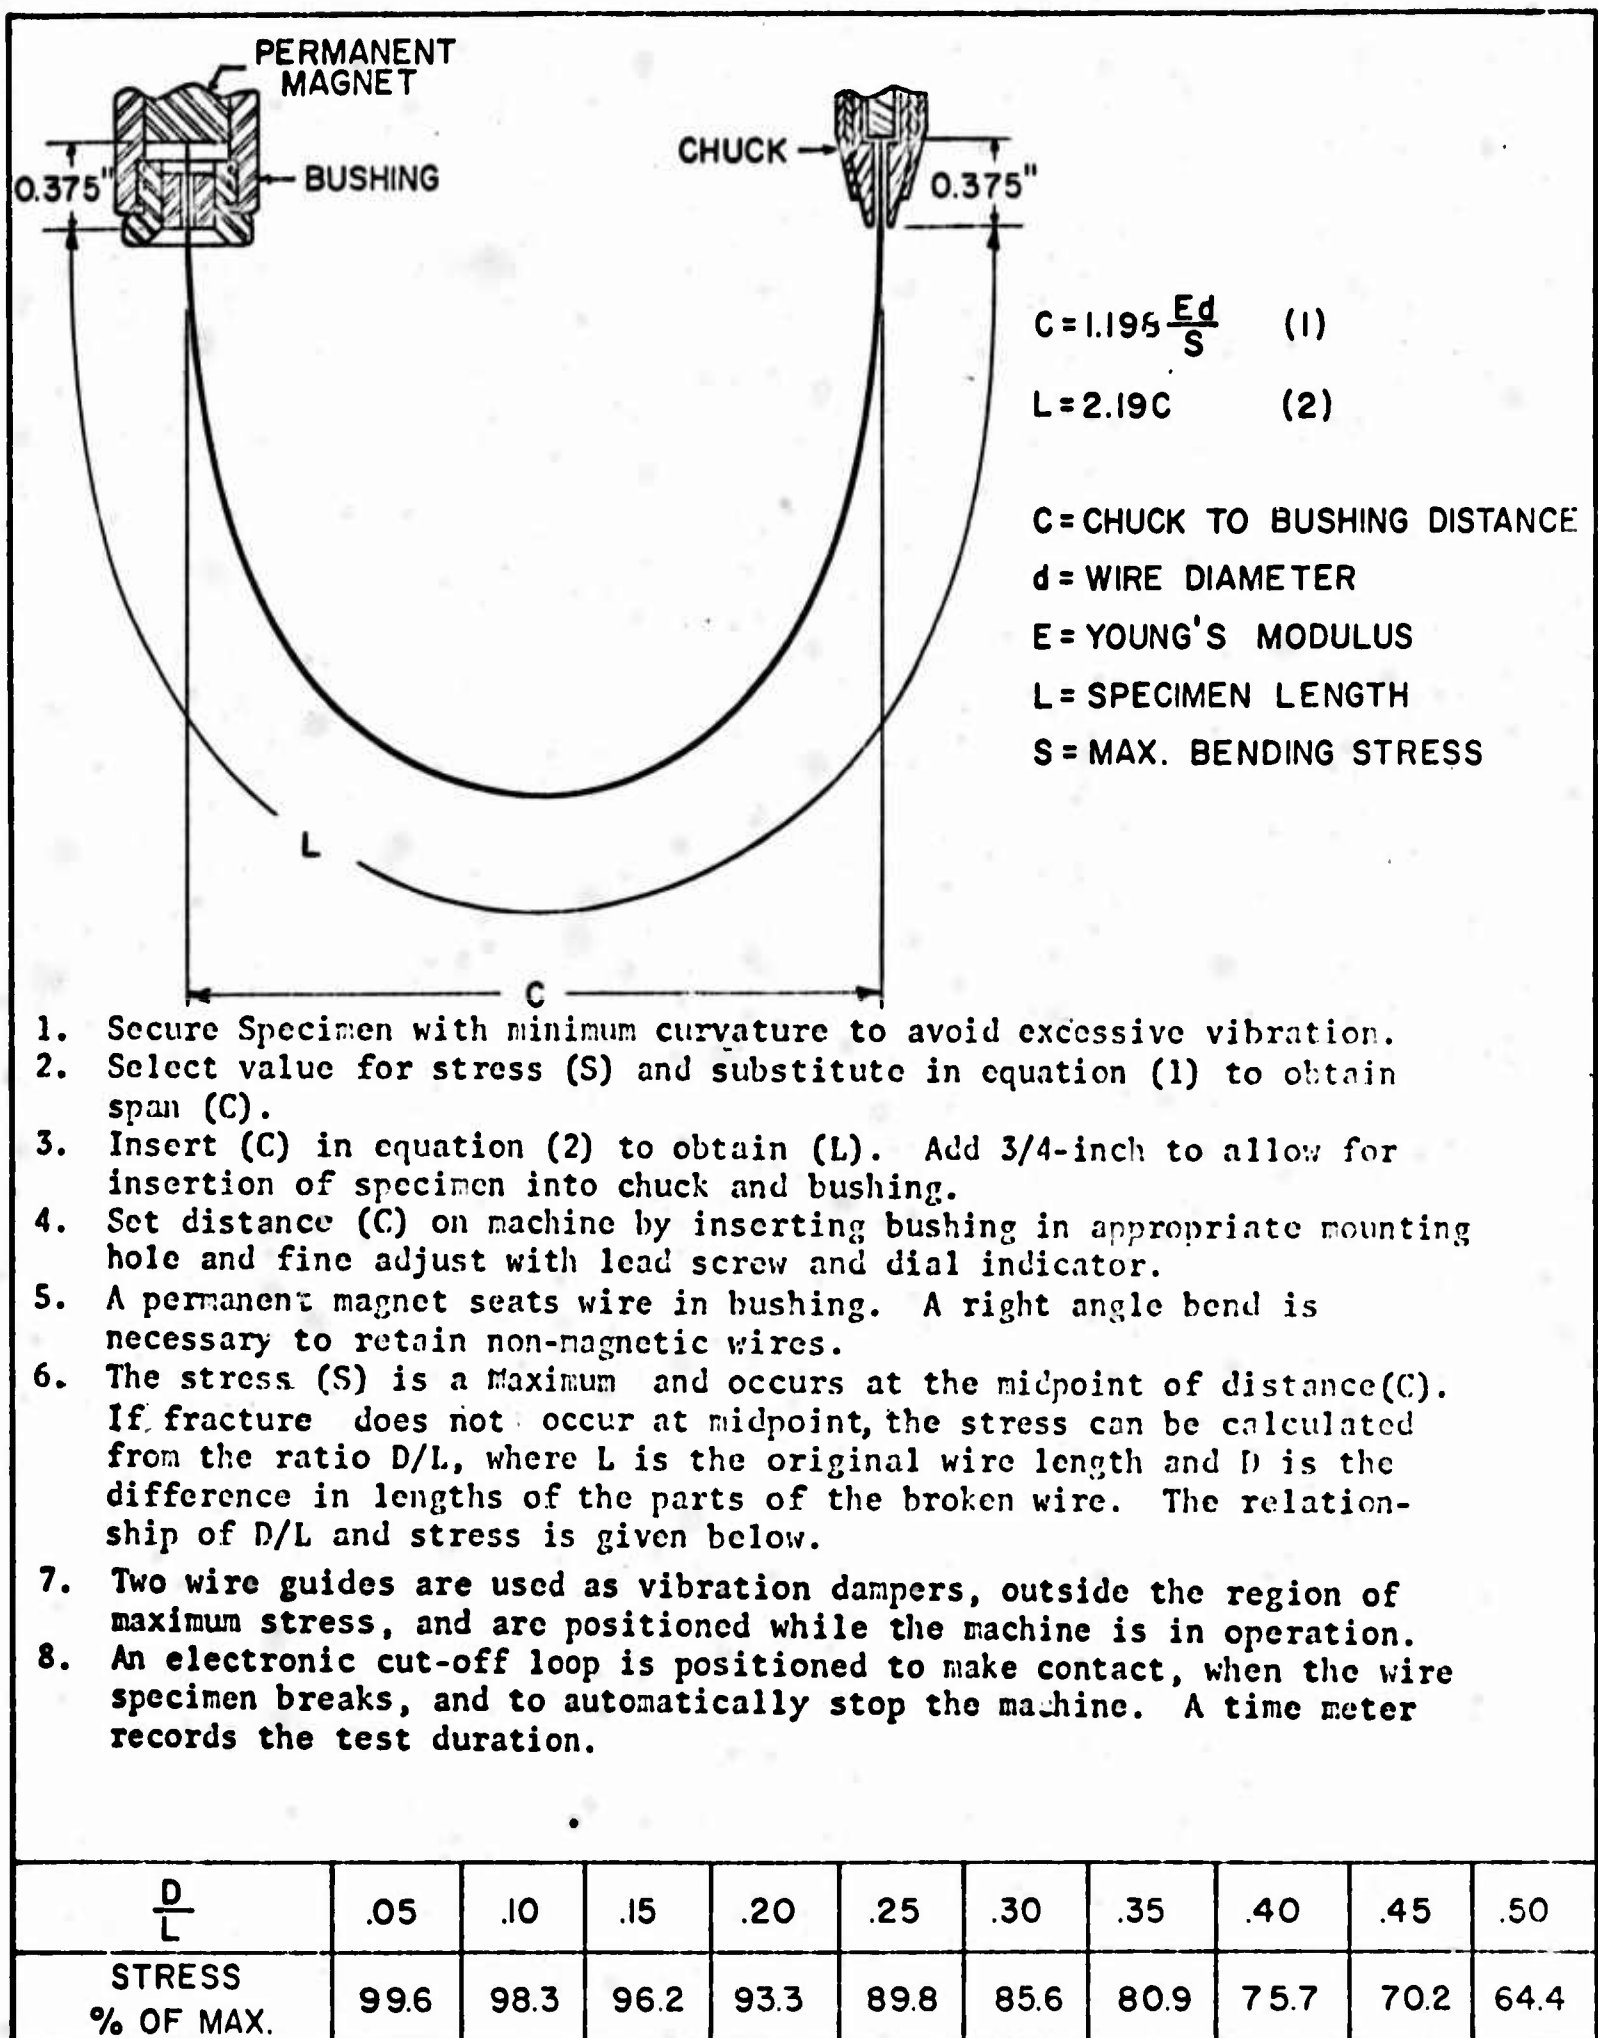 PERMANENT
MAGNET
CHUCK
0.375"
BUSHING
0.375"
C = 1.198 Ed/S (1)
L = 2.19C (2)
C = CHUCK TO BUSHING DISTANCE
d = WIRE DIAMETER
E = YOUNG'S MODULUS
L = SPECIMEN LENGTH
S = MAX. BENDING STRESS
L
C
1. Secure Specimen with minimum curvature to avoid excessive vibration.
2. Select value for stress (S) and substitute in equation (1) to obtain
span (C).
3. Insert (C) in equation (2) to obtain (L). Add 3/4-inch to allow for
insertion of specimen into chuck and bushing.
4. Set distance (C) on machine by inserting bushing in appropriate mounting
hole and fine adjust with lead screw and dial indicator.
5. A permanent magnet seats wire in bushing. A right angle bend is
necessary to retain non-magnetic wires.
6. The stress (S) is a Maximum and occurs at the midpoint of distance(C).
If fracture does not occur at midpoint, the stress can be calculated
from the ratio D/L, where L is the original wire length and D is the
difference in lengths of the parts of the broken wire. The relation-
ship of D/L and stress is given below.
7. Two wire guides are used as vibration dampers, outside the region of
maximum stress, and are positioned while the machine is in operation.
8. An electronic cut-off loop is positioned to make contact, when the wire
specimen breaks, and to automatically stop the machine. A time meter
records the test duration.
D/L .05 .10 .15 .20 .25 .30 .35 .40 .45 .50
STRESS
% OF MAX. 99.6 98.3 96.2 93.3 89.8 85.6 80.9 75.7 70.2 64.4